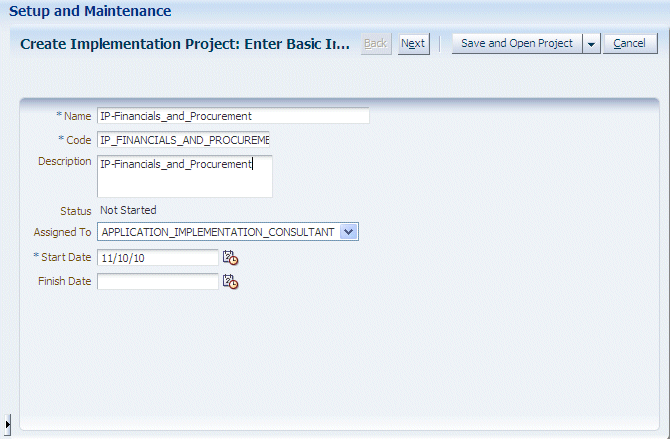 Setup and Maintenance
Create Implementation Project: Enter Basic Ir... Back Next Save and Open Project Cancel
* Name IP-Financials_and_Procurement
* Code IP_FINANCIALS_AND_PROCUREME
Description IP-Financials_and_Procurement
Status Not Started
Assigned To APPLICATION_IMPLEMENTATION_CONSULTANT
* Start Date 11/10/10
Finish Date